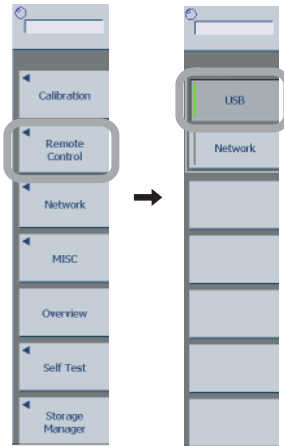 Calibration
Remote
Control
Network
MISC
Overview
Self Test
Storage
Manager
USB
Network